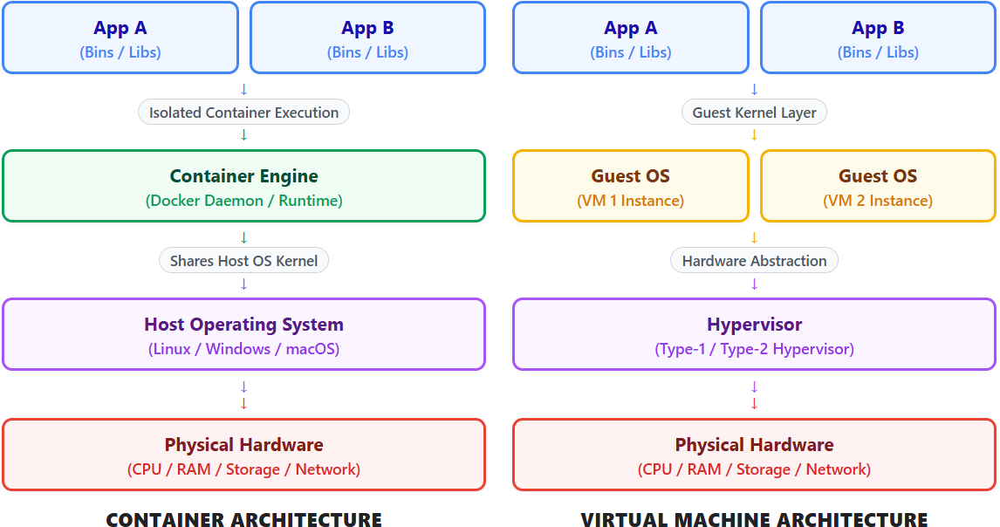 App A
(Bins / Libs)
App B
(Bins / Libs)
Isolated Container Execution
Container Engine
(Docker Daemon / Runtime)
Shares Host OS Kernel
Host Operating System
(Linux / Windows / macOS)
Physical Hardware
(CPU / RAM / Storage / Network)
CONTAINER ARCHITECTURE
App A
(Bins / Libs)
App B
(Bins / Libs)
Guest Kernel Layer
Guest OS
(VM 1 Instance)
Guest OS
(VM 2 Instance)
Hardware Abstraction
Hypervisor
(Type-1 / Type-2 Hypervisor)
Physical Hardware
(CPU / RAM / Storage / Network)
VIRTUAL MACHINE ARCHITECTURE